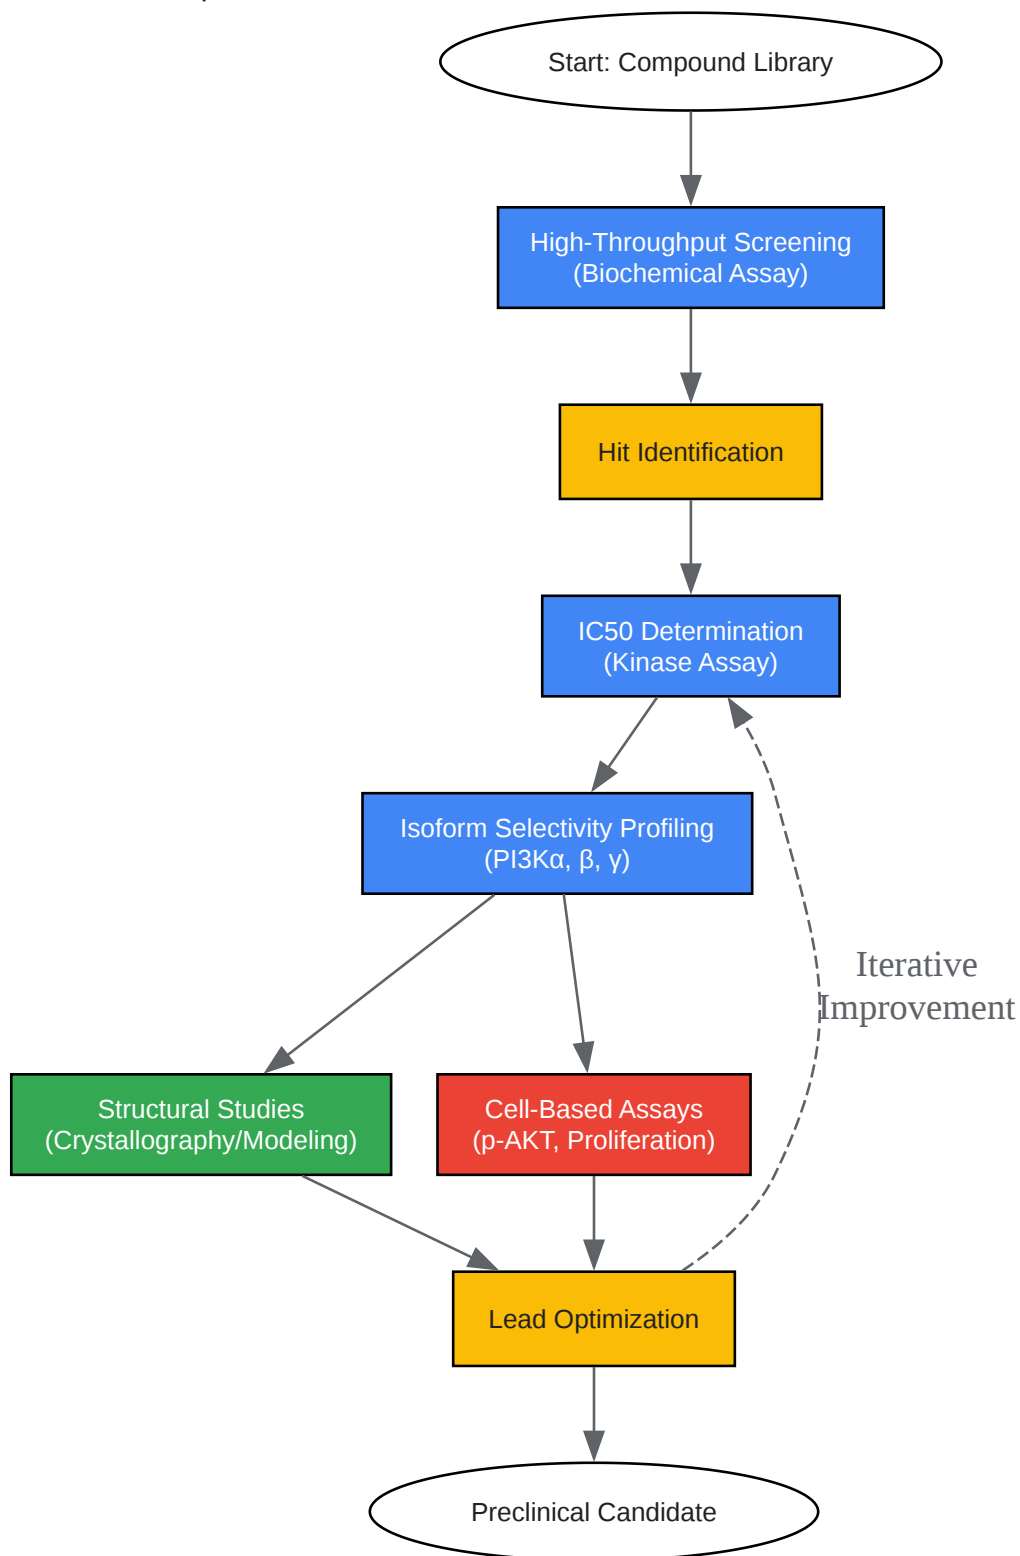 Start: Compound Library
High-Throughput Screening
(Biochemical Assay)
Hit Identification
IC50 Determination
(Kinase Assay)
Isoform Selectivity Profiling
(PI3Kα, β, γ)
Iterative
Improvement
Structural Studies
(Crystallography/Modeling)
Cell-Based Assays
(p-AKT, Proliferation)
Lead Optimization
Preclinical Candidate